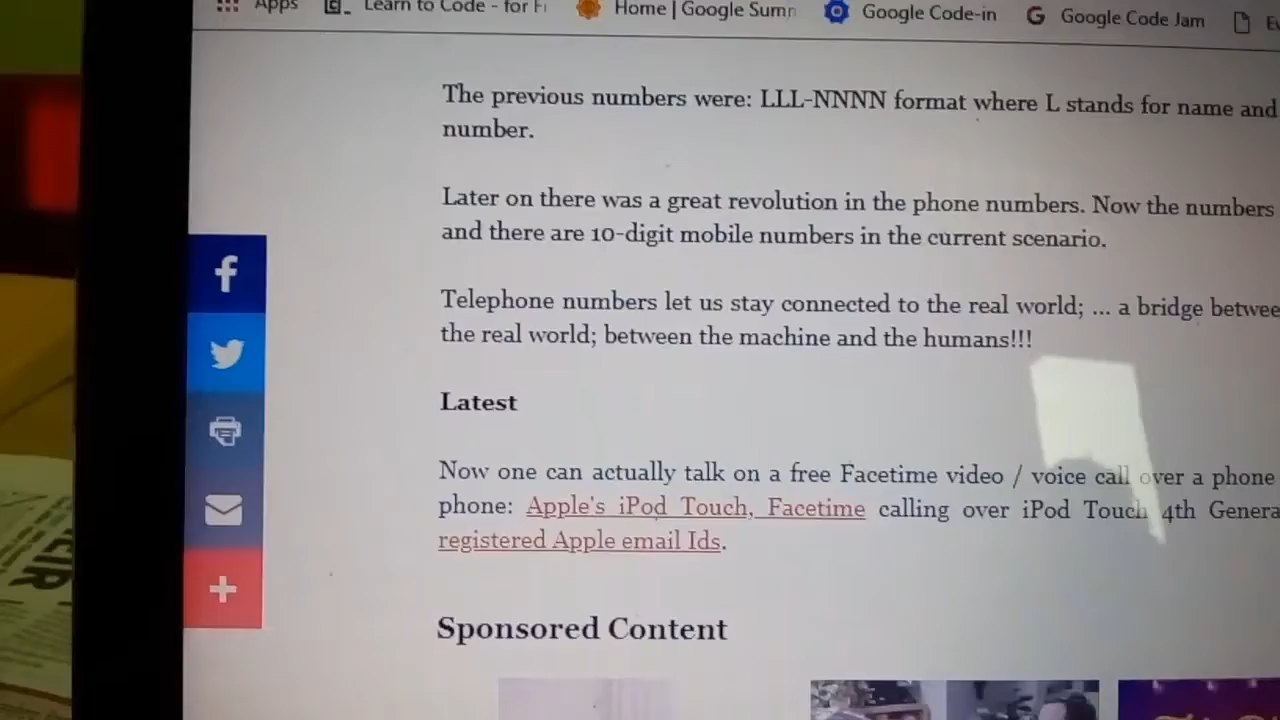 Apps Learn to Code - for Home | Google Sum Google Code-in Google Code Jam
The previous numbers were: LLL-NNNN format where L stands for name and
number.
Later on there was a great revolution in the phone numbers. Now the numbers
and there are 10-digit mobile numbers in the current scenario.
Telephone numbers let us stay connected to the real world; ... a bridge betwee
the real world; between the machine and the humans!!!
Latest
Now one can actually talk on a free Facetime video / voice call over a phone
phone: Apple's iPod Touch, Facetime calling over iPod Touch 4th Genera
registered Apple email Ids.
Sponsored Content